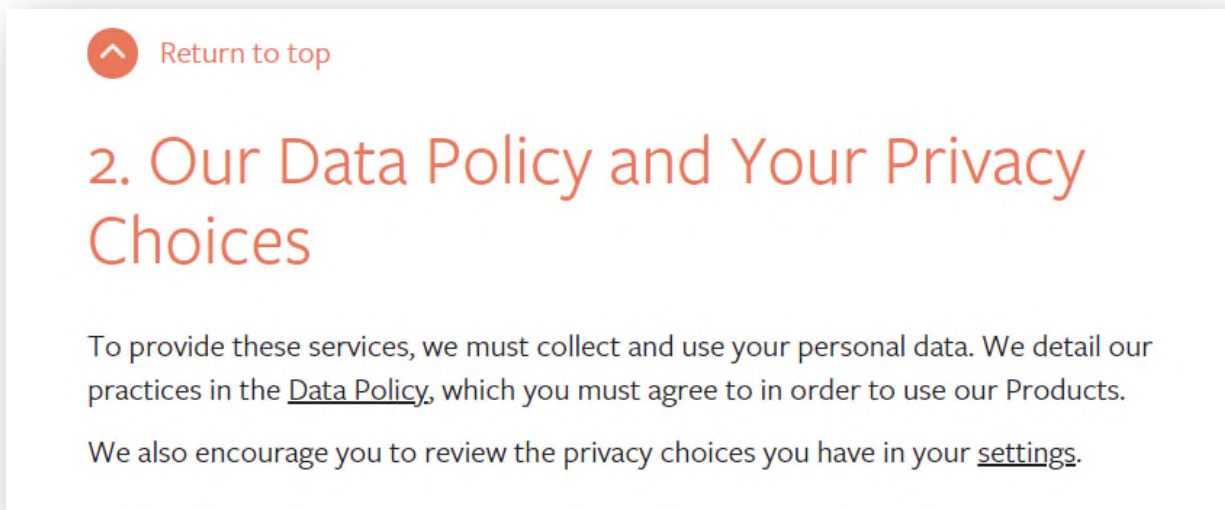 Return to top
2. Our Data Policy and Your Privacy
Choices
To provide these services, we must collect and use your personal data. We detail our
practices in the Data Policy, which you must agree to in order to use our Products.
We also encourage you to review the privacy choices you have in your settings.